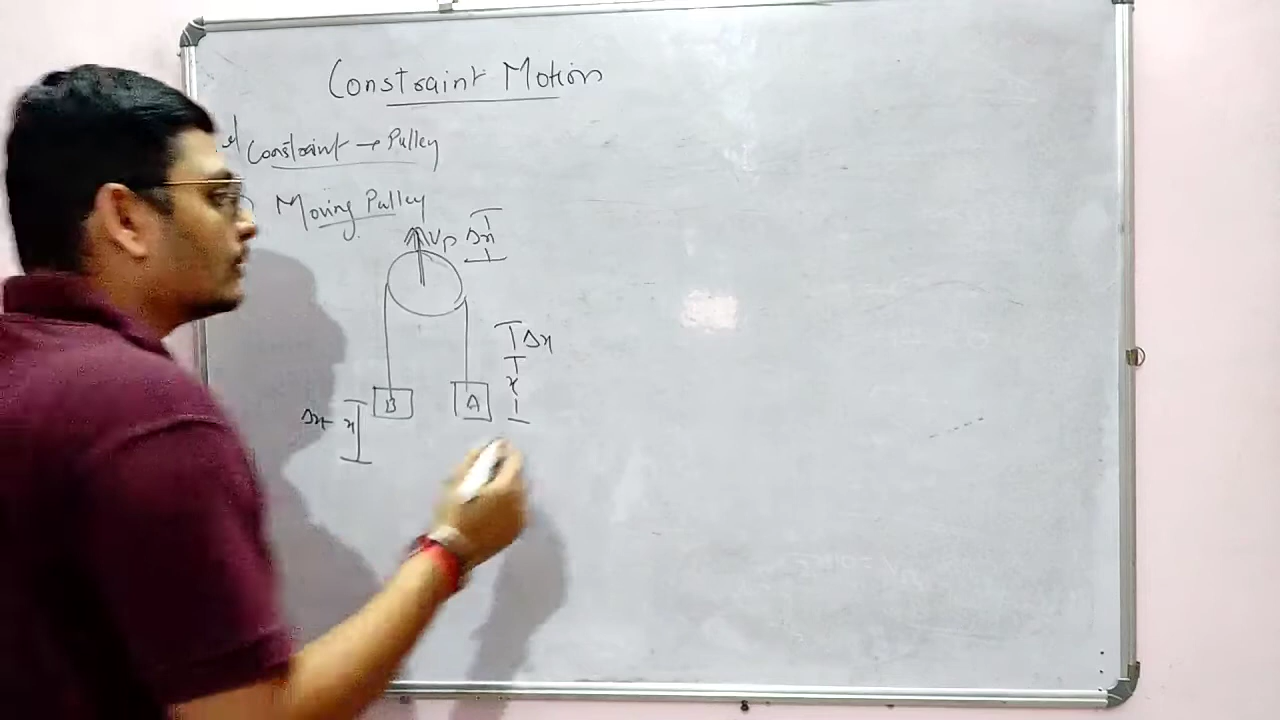 Constraint Motion
Constraint → Pulley
Moving Pulley
VP Δx
Δx
x
B A
Δx - x